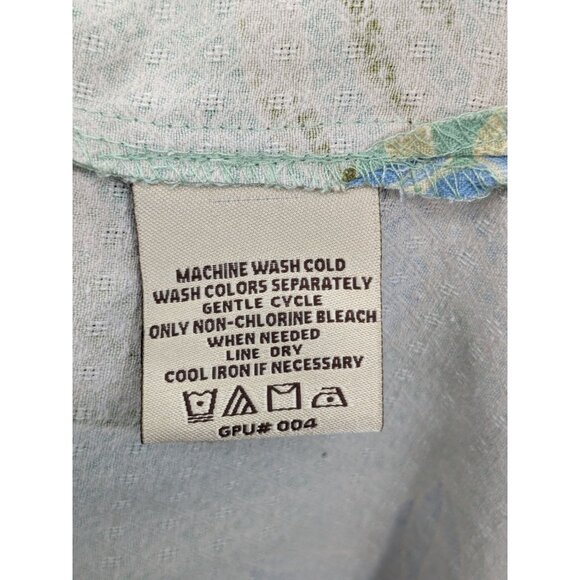 MACHINE WASH COLD
WASH COLORS SEPARATELY
GENTLE CYCLE
ONLY NON-CHLORINE BLEACH
WHEN NEEDED
LINE DRY
COOL IRON IF NECESSARY
GPU# 004